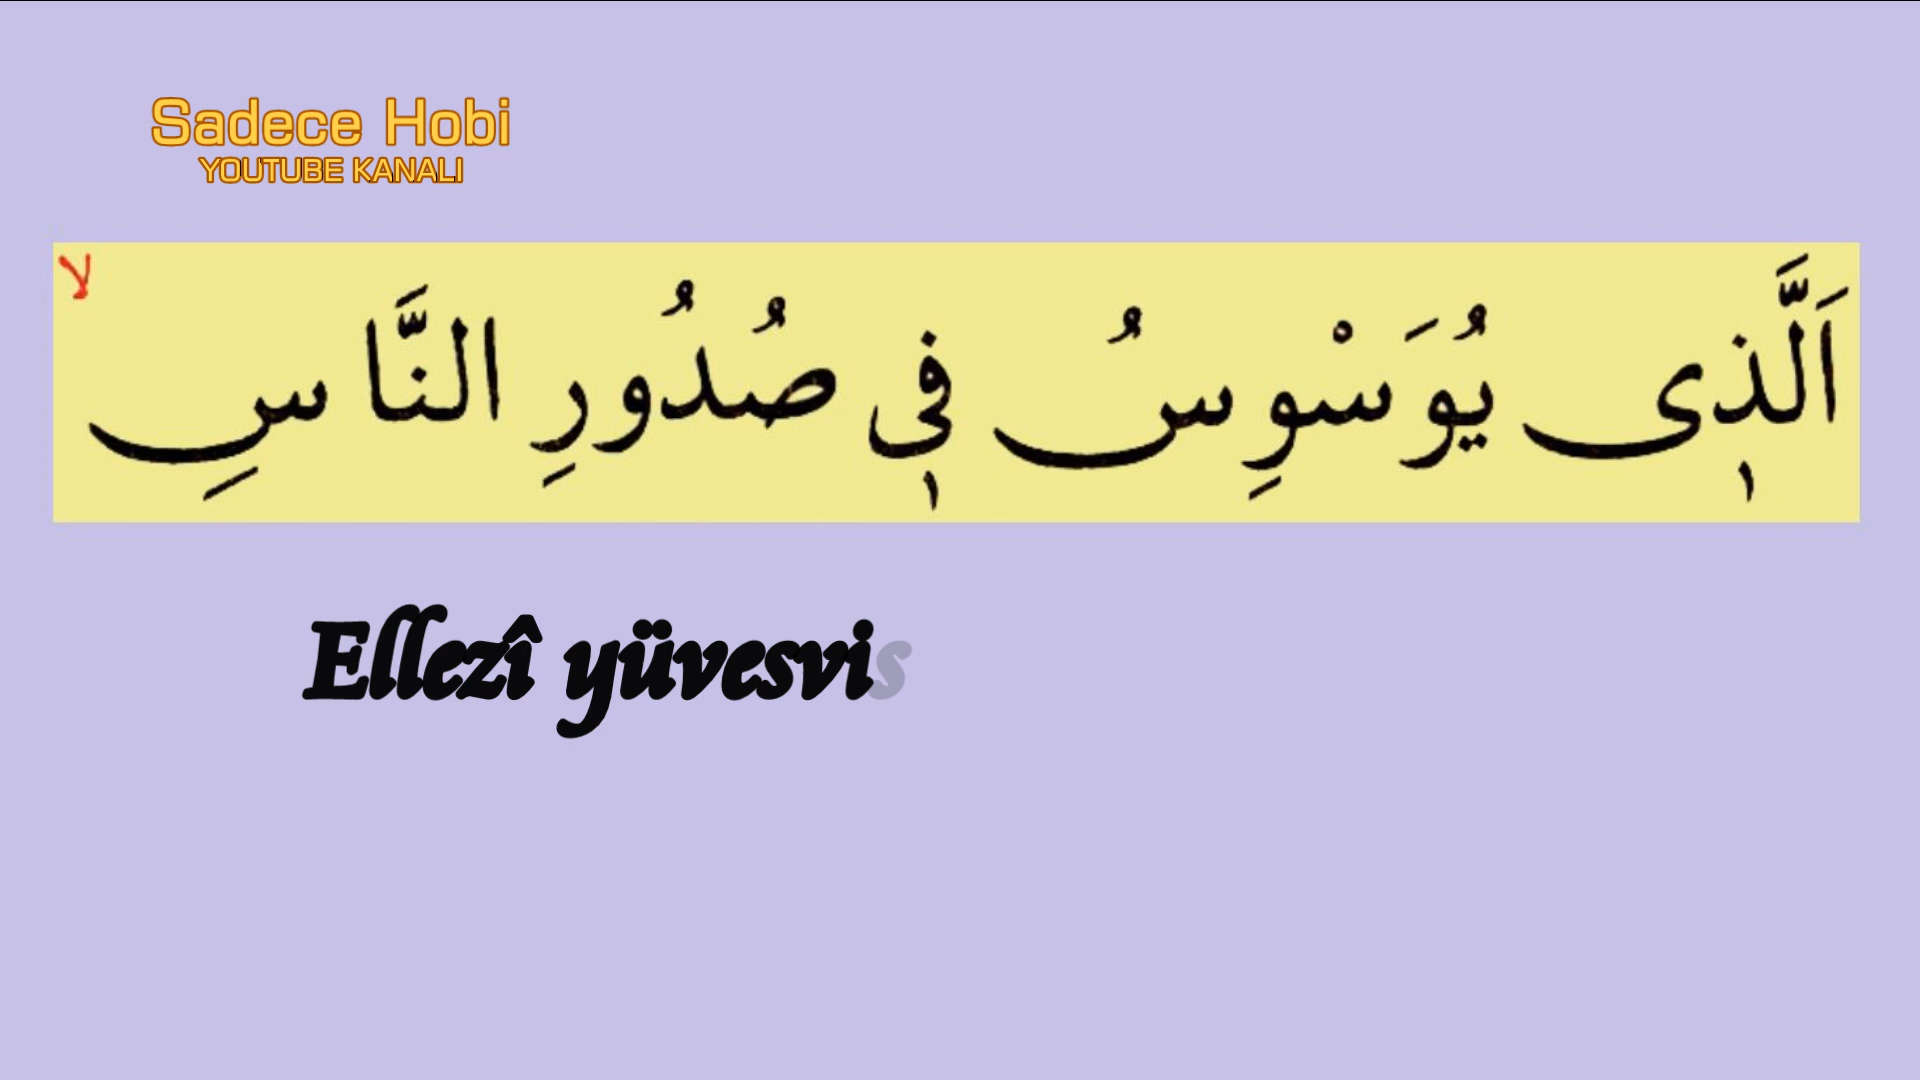 Sadece Hobi
YOUTUBE KANALI
لا
اَلَّذٖى يُوَسْوِسُ فٖى صُدُورِ النَّاسِ
Ellezî yüvesvis